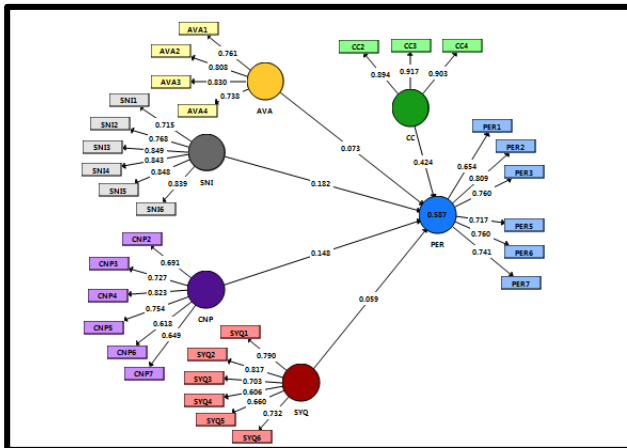 AVA1
AVA2
AVA3
AVA4
0.761
0.808
0.830
0.738
AVA
CC2
CC3
CC4
0.894
0.917
0.903
CC
SNI1
SNI2
SNI3
SNI4
SNI5
SNI6
0.715
0.768
0.849
0.843
0.848
0.839
SNI
0.073
0.424
0.182
0.148
0.059
PER1
PER2
PER3
PER5
PER6
PER7
0.654
0.809
0.760
0.717
0.760
0.741
0.587
PER
CNP2
CNP3
CNP4
CNP5
CNP6
CNP7
0.691
0.727
0.823
0.754
0.618
0.649
CNP
SYQ1
SYQ2
SYQ3
SYQ4
SYQ5
SYQ6
0.790
0.817
0.703
0.606
0.660
0.732
SYQ